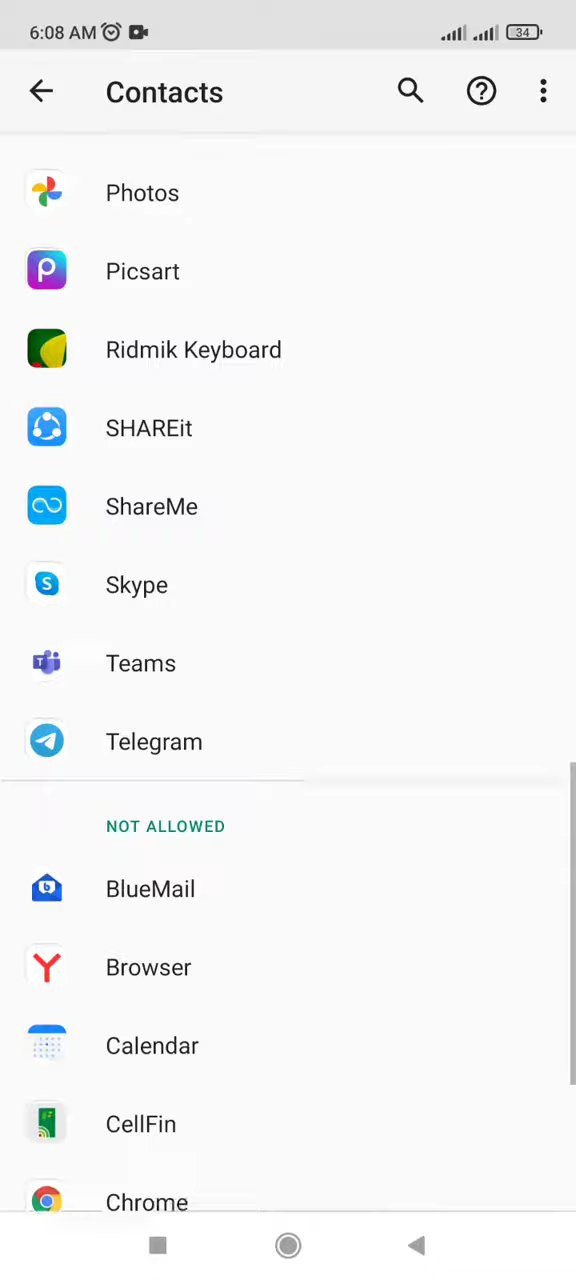 6:08 AM
34
Contacts
Photos
Picsart
Ridmik Keyboard
SHAREit
ShareMe
Skype
Teams
Telegram
NOT ALLOWED
BlueMail
Browser
Calendar
CellFin
Chrome